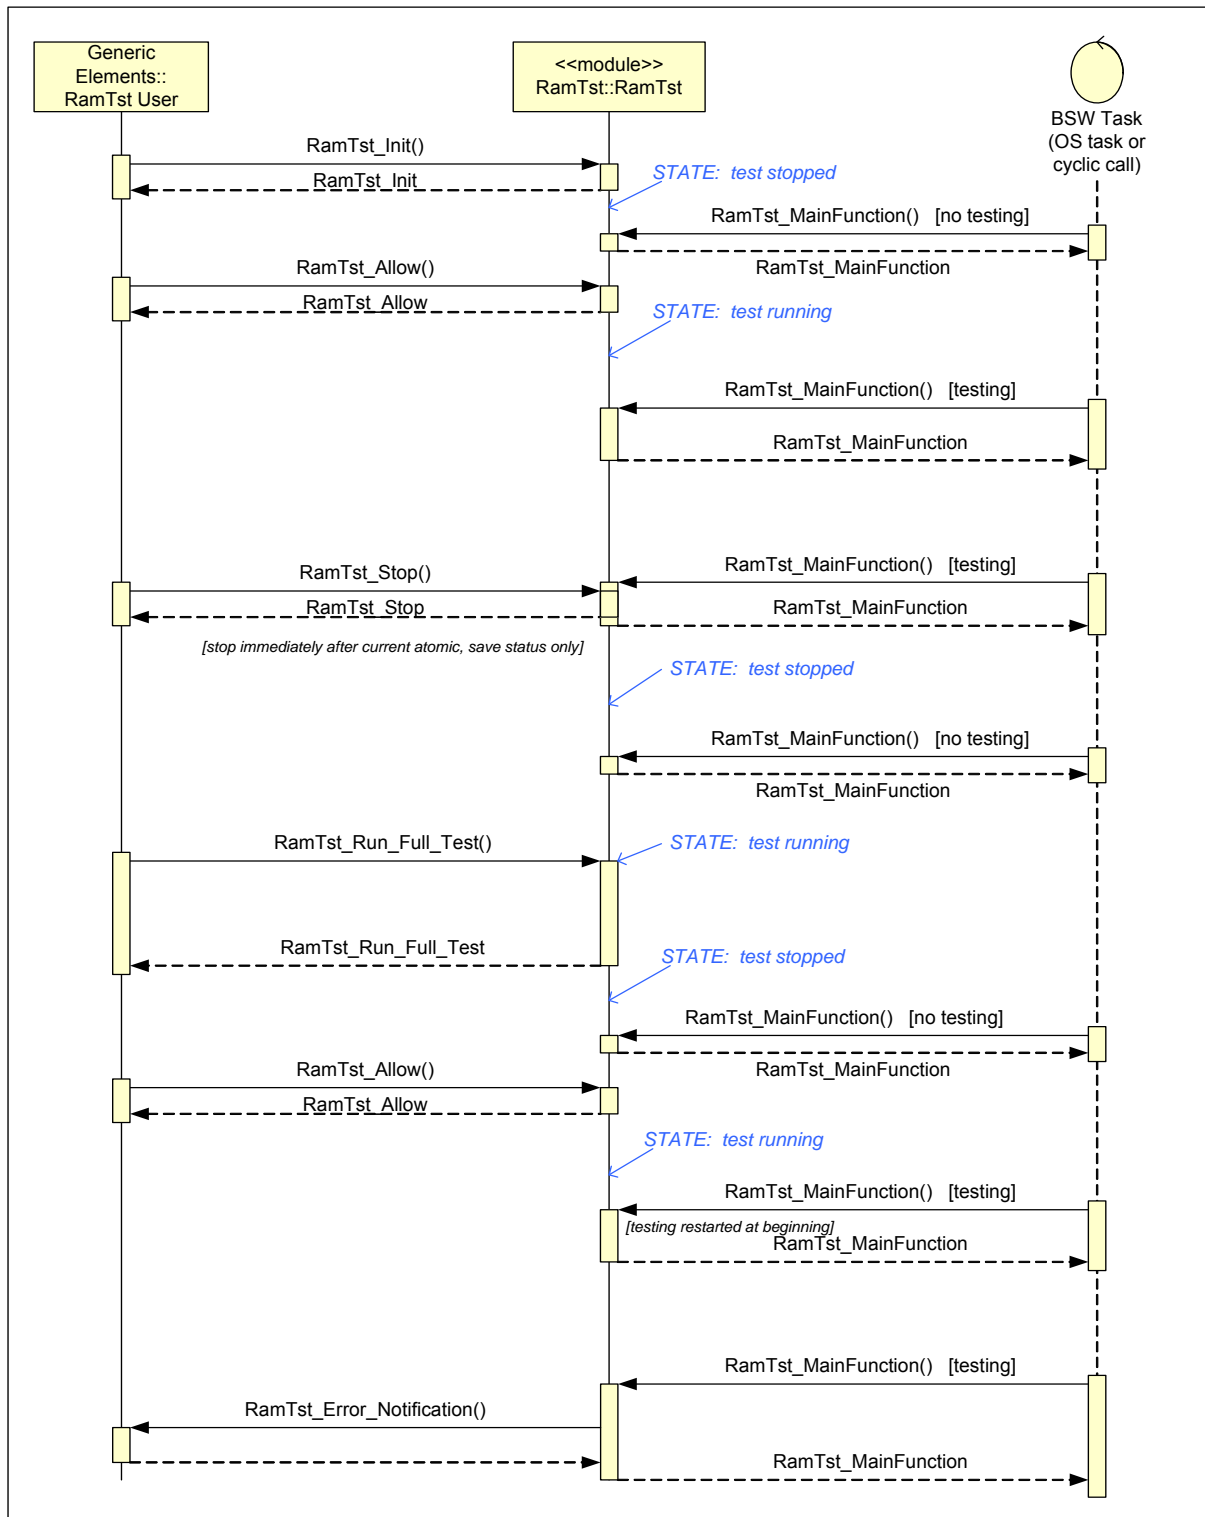 Generic
Elements::
RamTst User
<<module>>
RamTst::RamTst
BSW Task
(OS task or
cyclic call)
RamTst_Init()
RamTst_Init
STATE: test stopped
RamTst_MainFunction() [no testing]
RamTst_MainFunction
RamTst_Allow()
RamTst_Allow
STATE: test running
RamTst_MainFunction() [testing]
RamTst_MainFunction
RamTst_MainFunction() [testing]
RamTst_Stop()
RamTst_Stop
RamTst_MainFunction
[stop immediately after current atomic, save status only]
STATE: test stopped
RamTst_MainFunction() [no testing]
RamTst_MainFunction
RamTst_Run_Full_Test()
STATE: test running
RamTst_Run_Full_Test
STATE: test stopped
RamTst_MainFunction() [no testing]
RamTst_MainFunction
RamTst_Allow()
RamTst_Allow
STATE: test running
RamTst_MainFunction() [testing]
[testing restarted at beginning]
RamTst_MainFunction
RamTst_MainFunction() [testing]
RamTst_Error_Notification()
RamTst_MainFunction